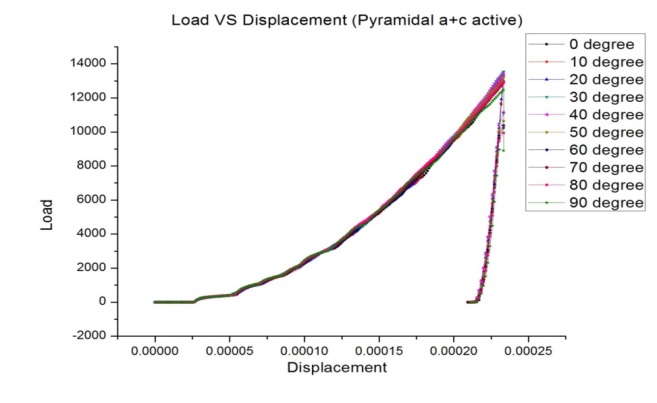 Load VS Displacement (Pyramidal a+c active)
14000
12000
10000
8000
6000
4000
2000
0
-2000
Load
0.00000
0.00005
0.00010
0.00015
0.00020
0.00025
Displacement
0 degree
10 degree
20 degree
30 degree
40 degree
50 degree
60 degree
70 degree
80 degree
90 degree